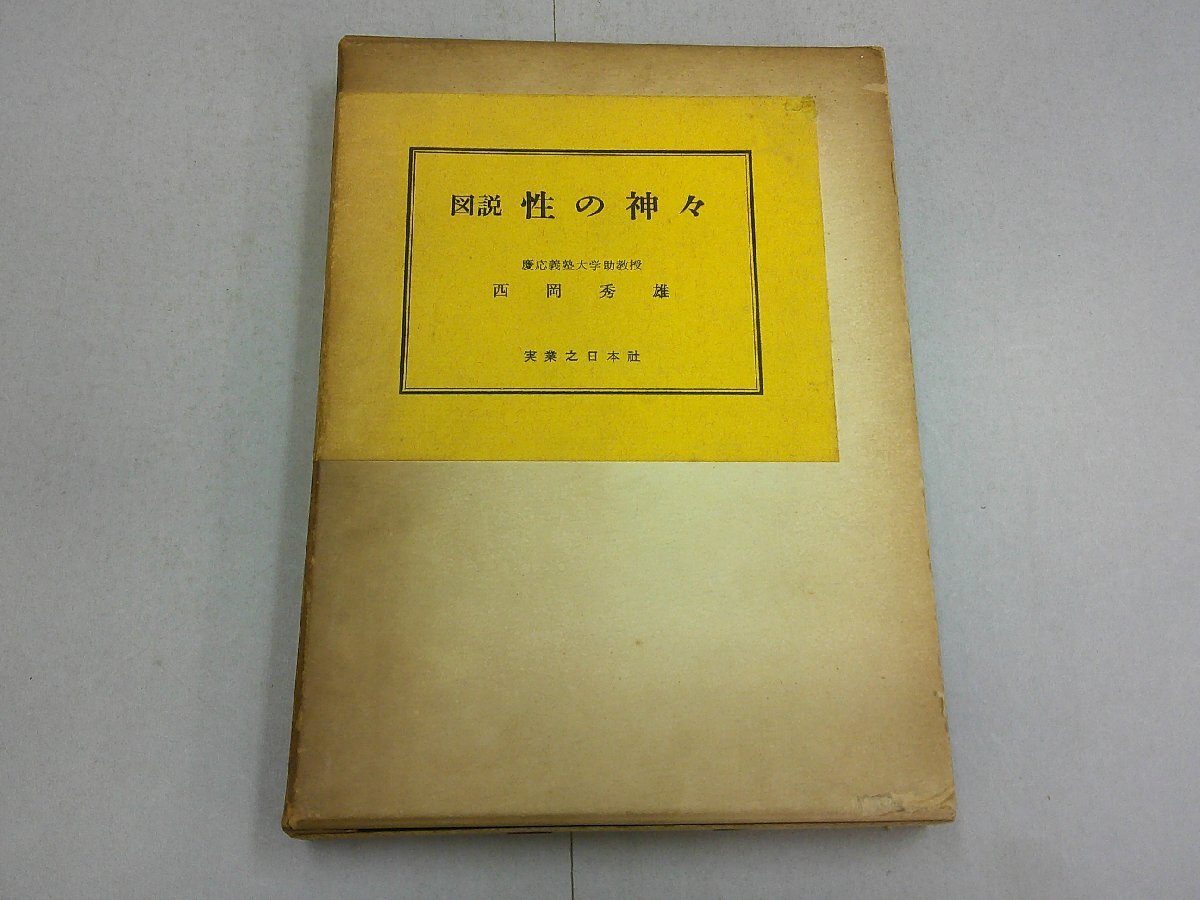 図説 性の神々
慶応義塾大学助教授
西岡秀雄
実業之日本社